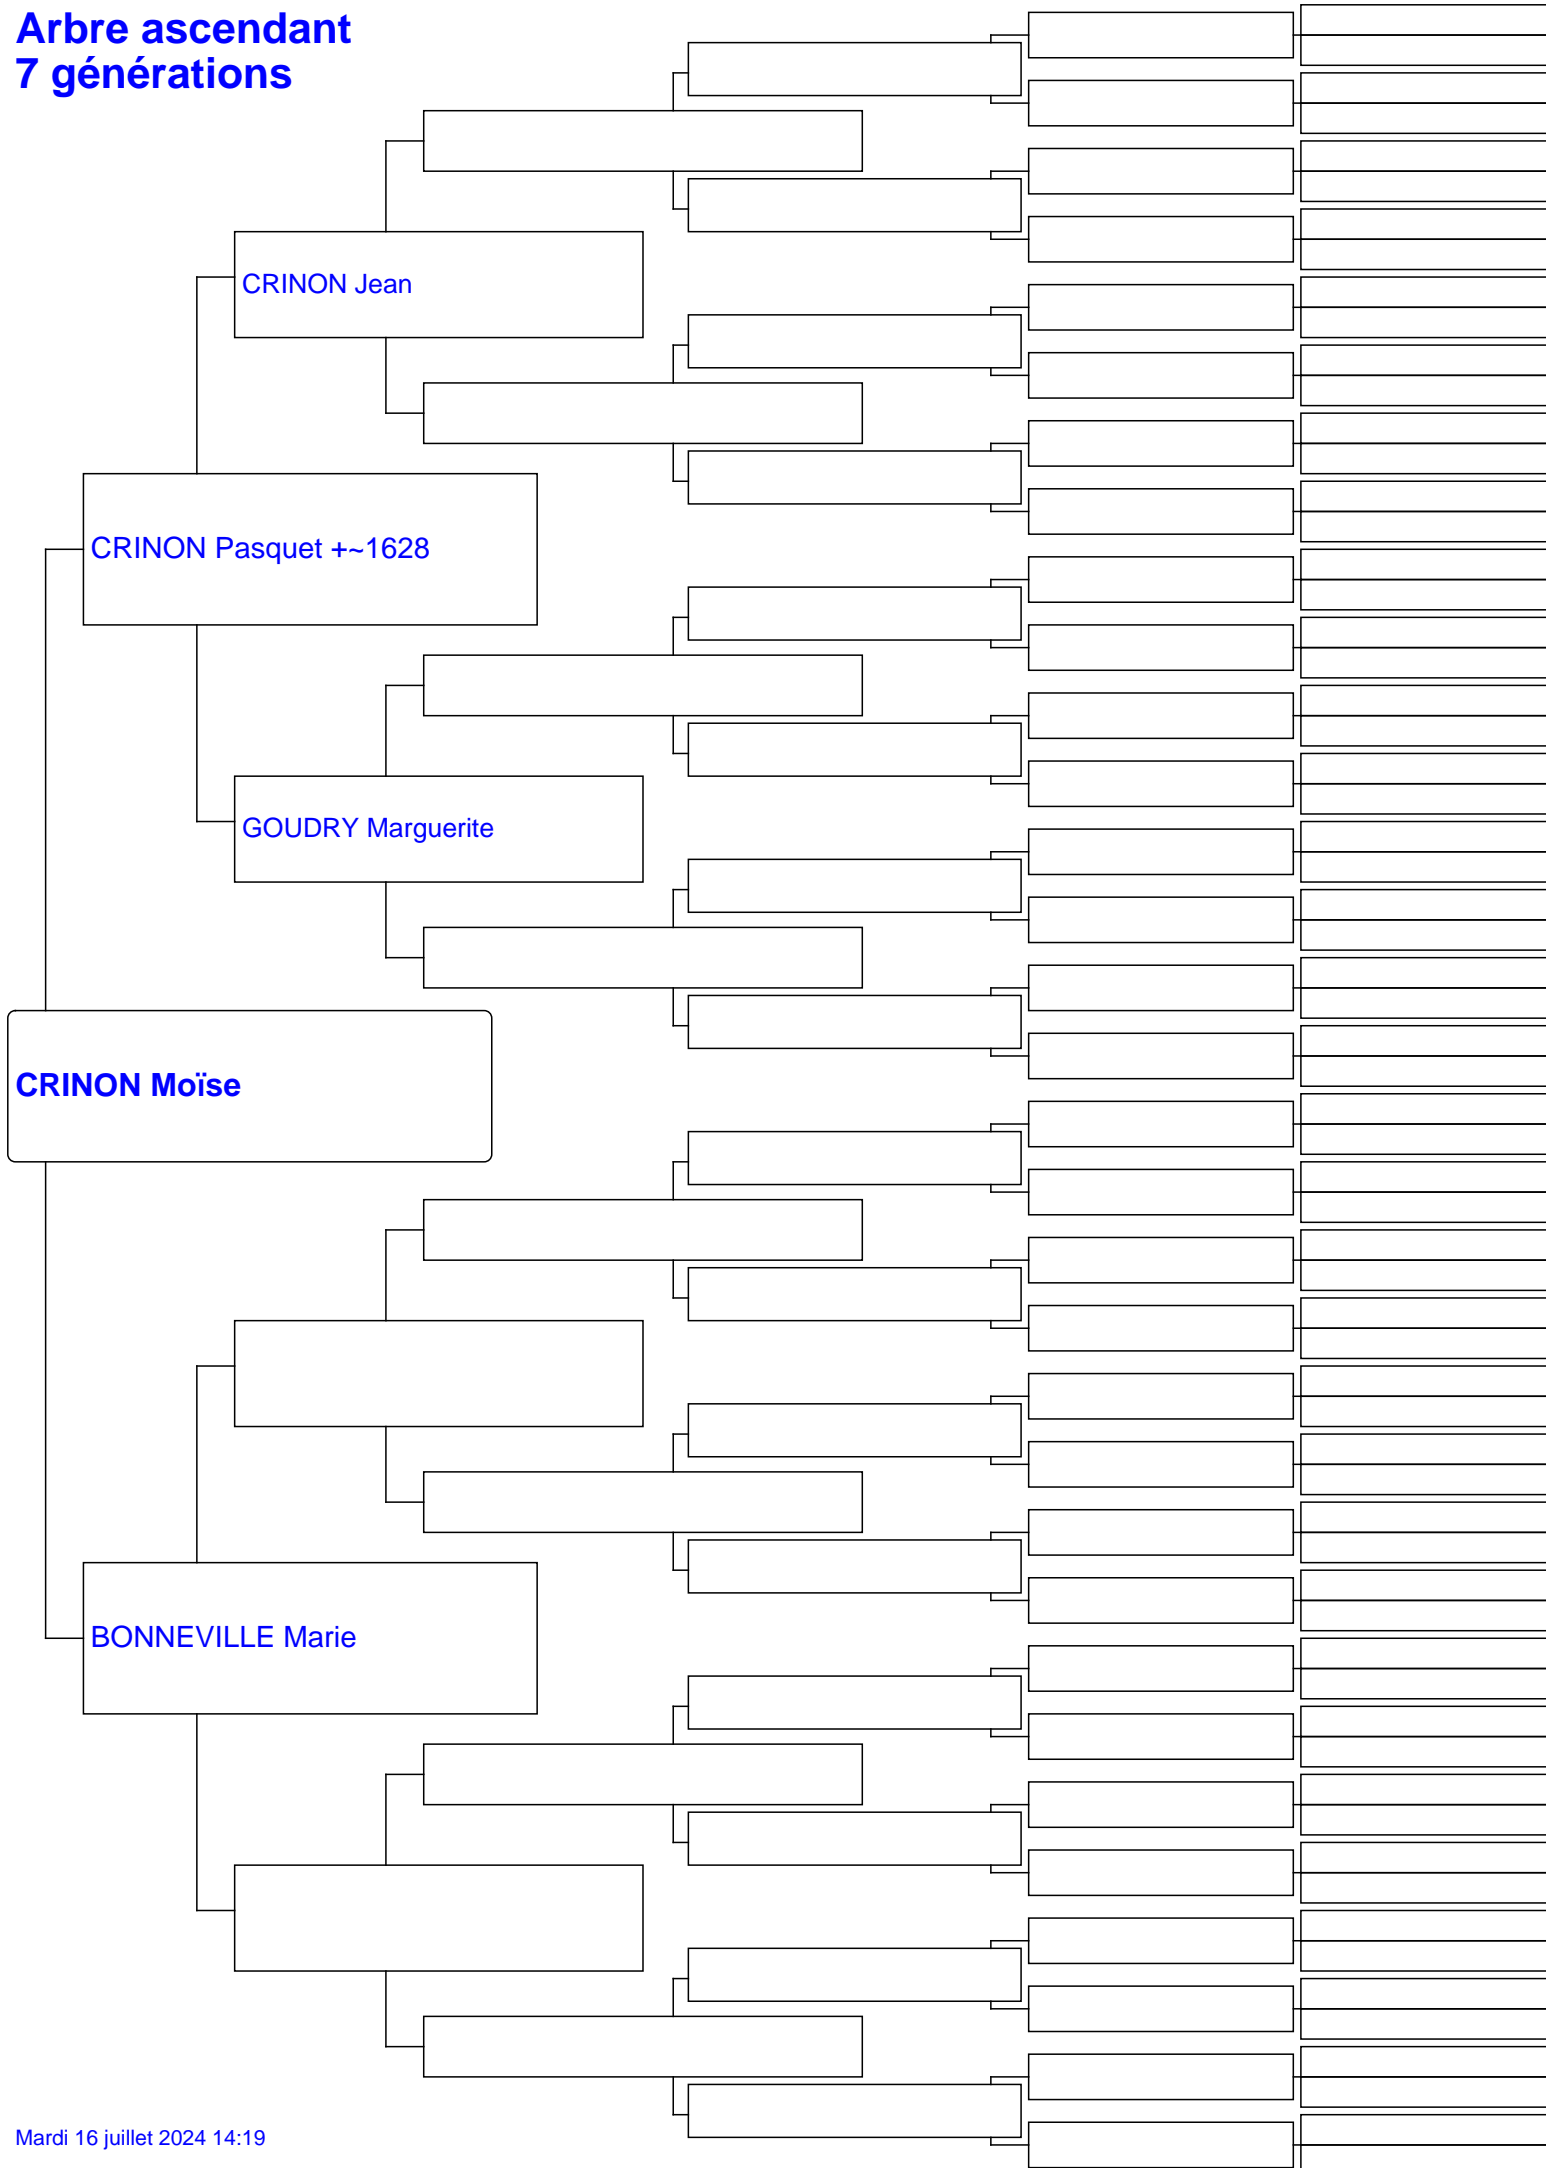 Arbre ascendant
7 générations
CRINON Jean
CRINON Pasquet +~1628
GOUDRY Marguerite
CRINON Moïse
BONNEVILLE Marie
Mardi 16 juillet 2024 14:19